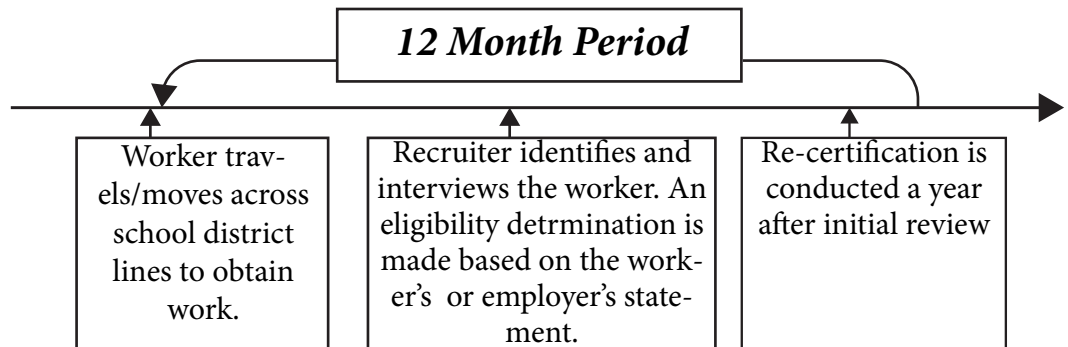 12 Month Period
Worker trav-
els/moves across
school district
lines to obtain
work.
Recruiter identifies and
interviews the worker. An
eligibility detrmination is
made based on the work-
er's  or employer's state-
ment.
Re-certification is
conducted a year
after initial review